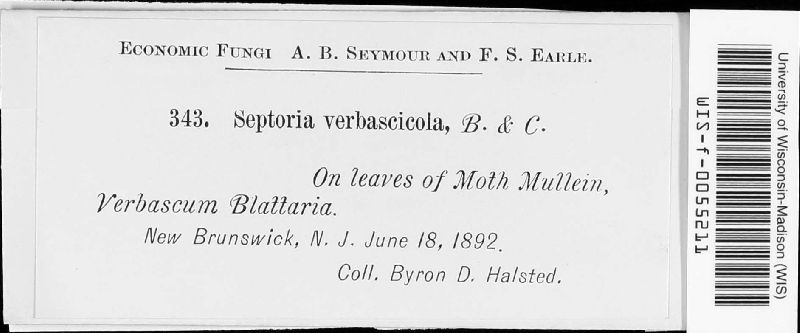 Economic Fungi A. B. Seymour and F. S. Earle.
343. Septoria verbascicola, B. & C.
On leaves of Moth Mullein,
Verbascum Blattaria.
New Brunswick, N. J. June 18, 1892.
Coll. Byron D. Halsted.
University of Wisconsin-Madison (WIS)
WIS-f-0055211